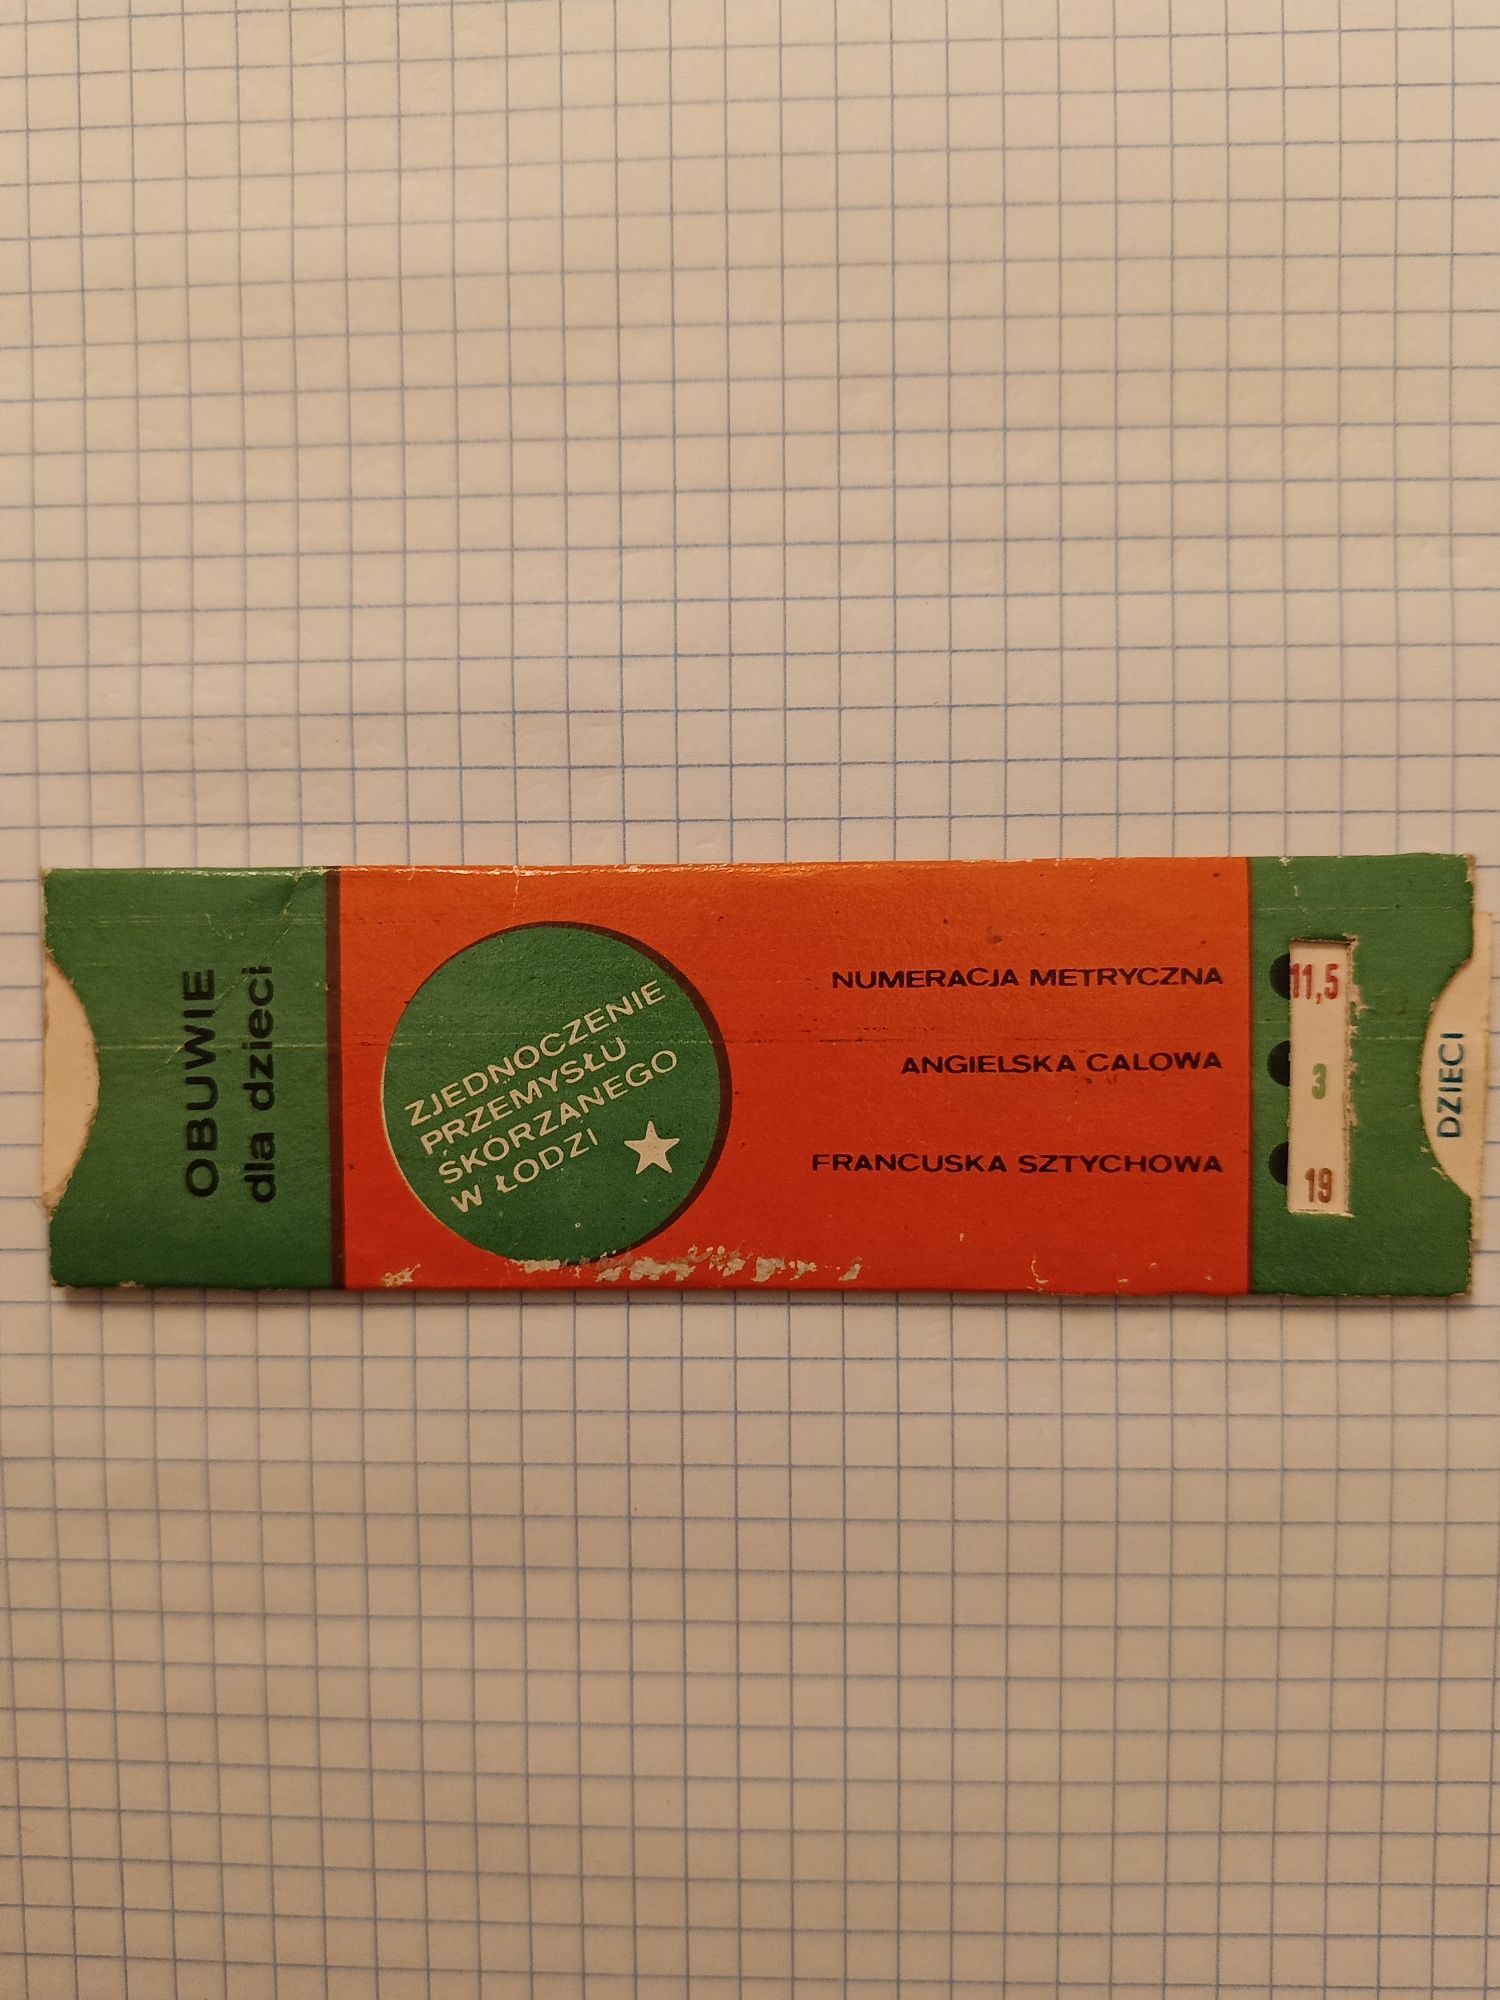 OBUWIE
dla dzieci
ZJEDNOCZENIE
PRZEMYSŁU
SKÓRZANEGO
W ŁODZI
NUMERACJA METRYCZNA
11,5
ANGIELSKA CALOWA
3
FRANCUSKA SZTYCHOWA
19
DZIECI